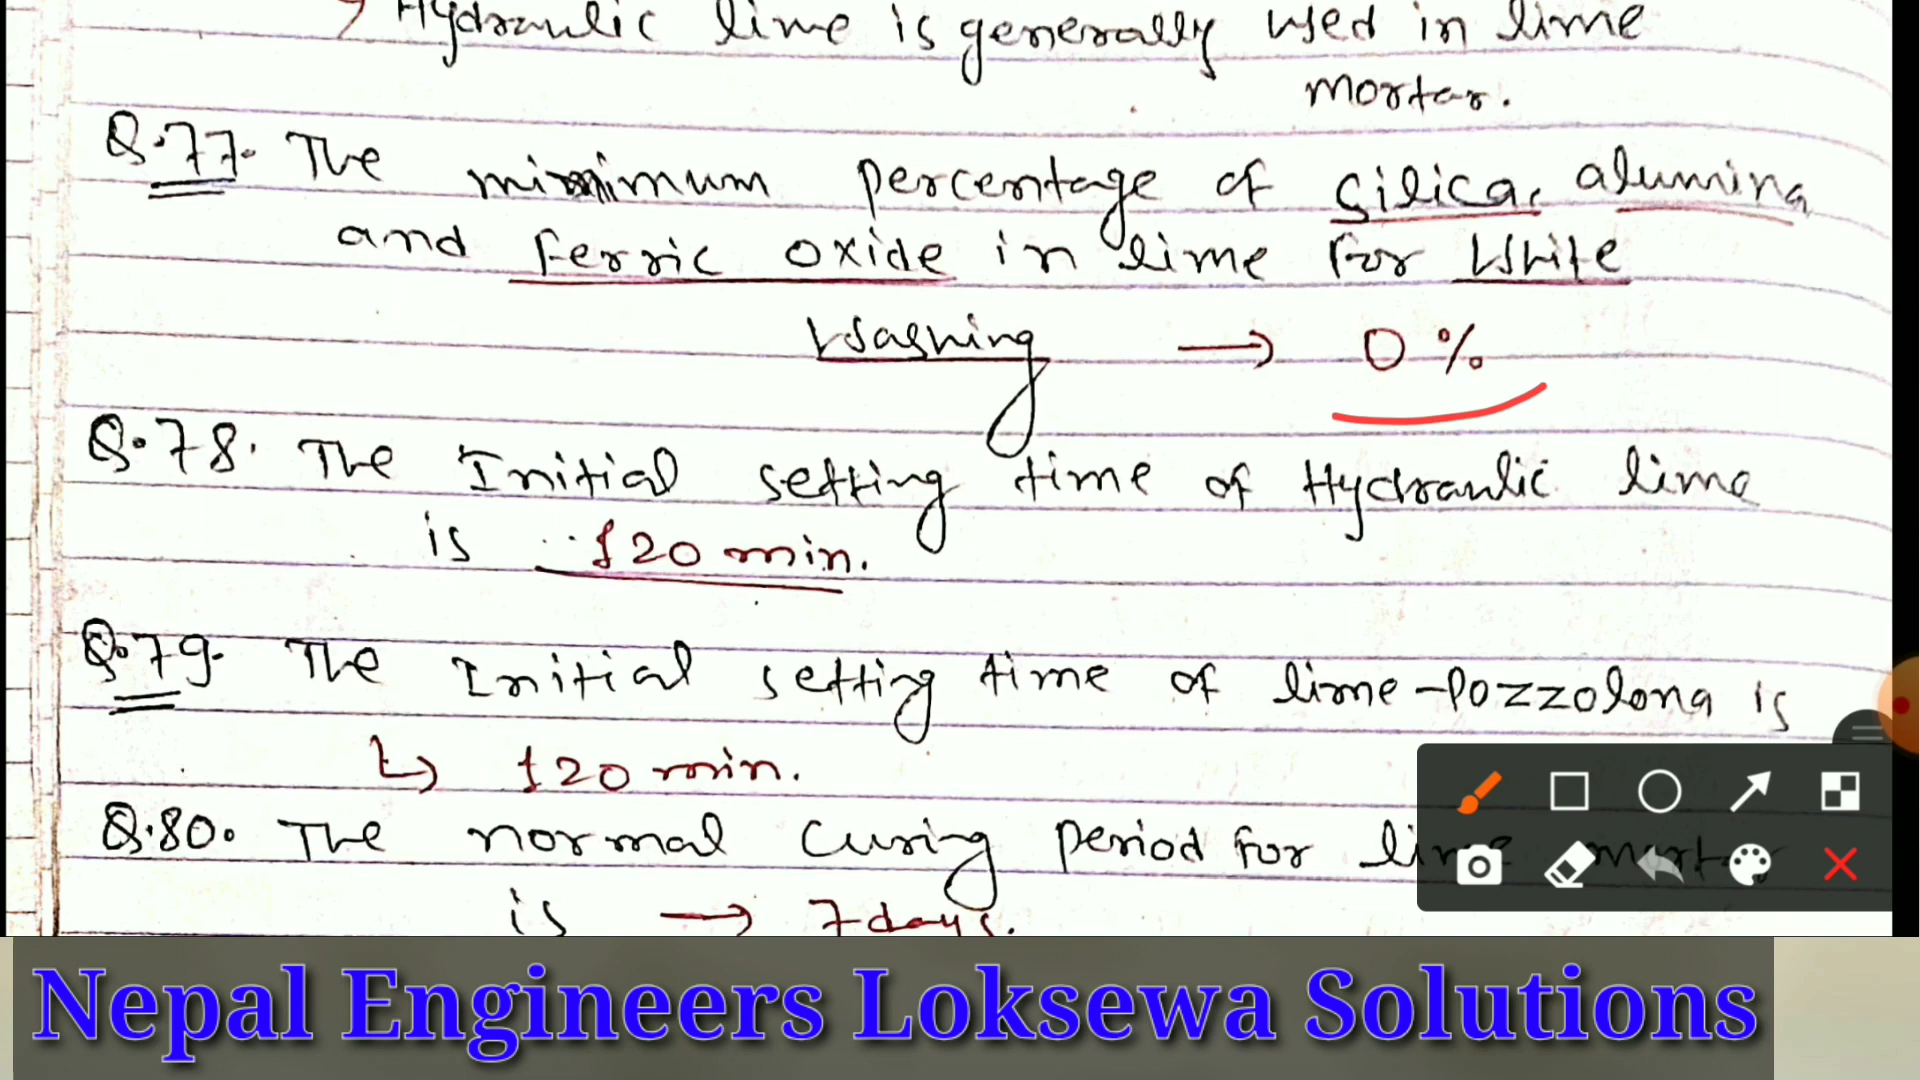 → Hydraulic lime is generally used in lime
mortar.
Q.77. The minimum percentage of silica, alumina
and ferric oxide in lime for white
washing → 0%
Q.78. The Initial setting time of Hydraulic lime
is 120 min.
Q.79. The Initial setting time of lime-Pozzolona is
↳ 120 min.
Q.80. The normal curing period for lime mortar
is → 7 days.
Nepal Engineers Loksewa Solutions